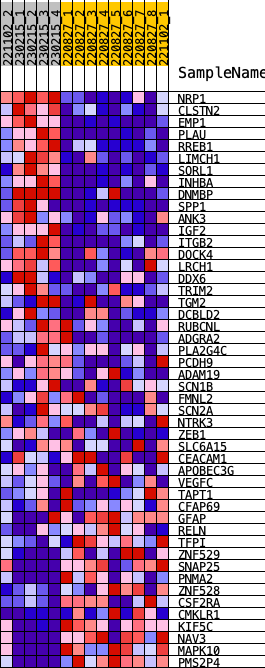 221102_
230215_1
230215_2
230215_3
230215_4
220827_1
220827_2
220827_3
220827_4
220827_5
220827_6
220827_7
220827_8
221102_1
SampleName
NRP1
CLSTN2
EMP1
PLAU
RREB1
LIMCH1
SORL1
INHBA
DNMBP
SPP1
ANK3
IGF2
ITGB2
DOCK4
LRCH1
DDX6
TRIM2
TGM2
DCBLD2
RUBCNL
ADGRA2
PLA2G4C
PCDH9
ADAM19
SCN1B
FMNL2
SCN2A
NTRK3
ZEB1
SLC6A15
CEACAM1
APOBEC3G
VEGFC
TAPT1
CFAP69
GFAP
RELN
TFPI
ZNF529
SNAP25
PNMA2
ZNF528
CSF2RA
CMKLR1
KIF5C
NAV3
MAPK10
PMS2P4